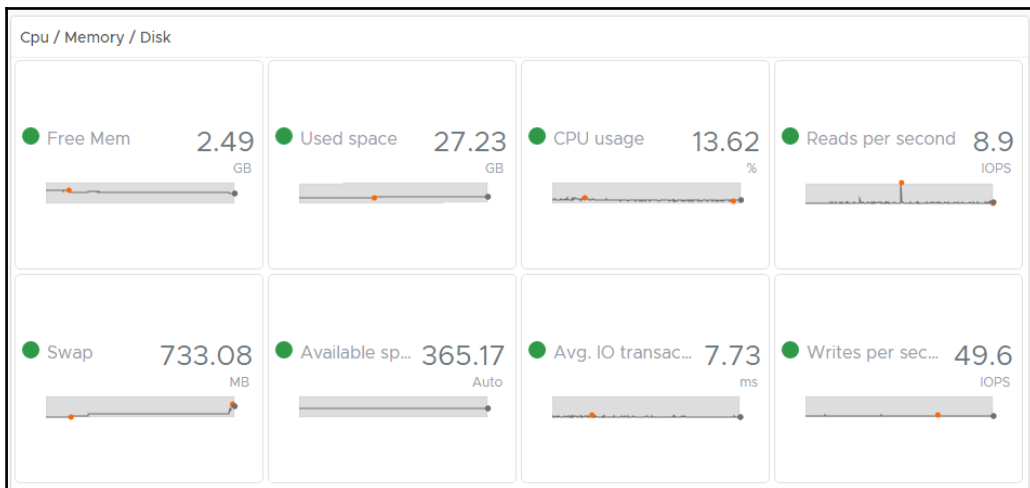 Cpu / Memory / Disk
Free Mem 2.49
GB
Used space 27.23
GB
CPU usage 13.62
%
Reads per second 8.9
IOPS
Swap 733.08
MB
Available sp... 365.17
Auto
Avg. IO transac... 7.73
ms
Writes per sec... 49.6
IOPS